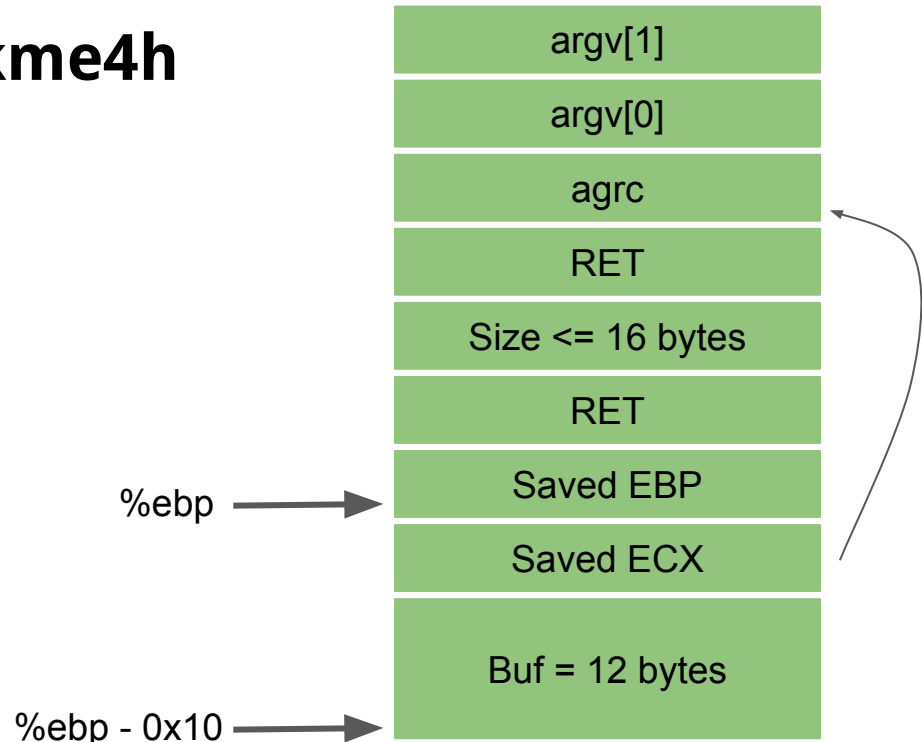 kme4h
argv[1]
argv[0]
agrc
RET
Size <= 16 bytes
RET
%ebp
Saved EBP
Saved ECX
Buf = 12 bytes
%ebp - 0x10